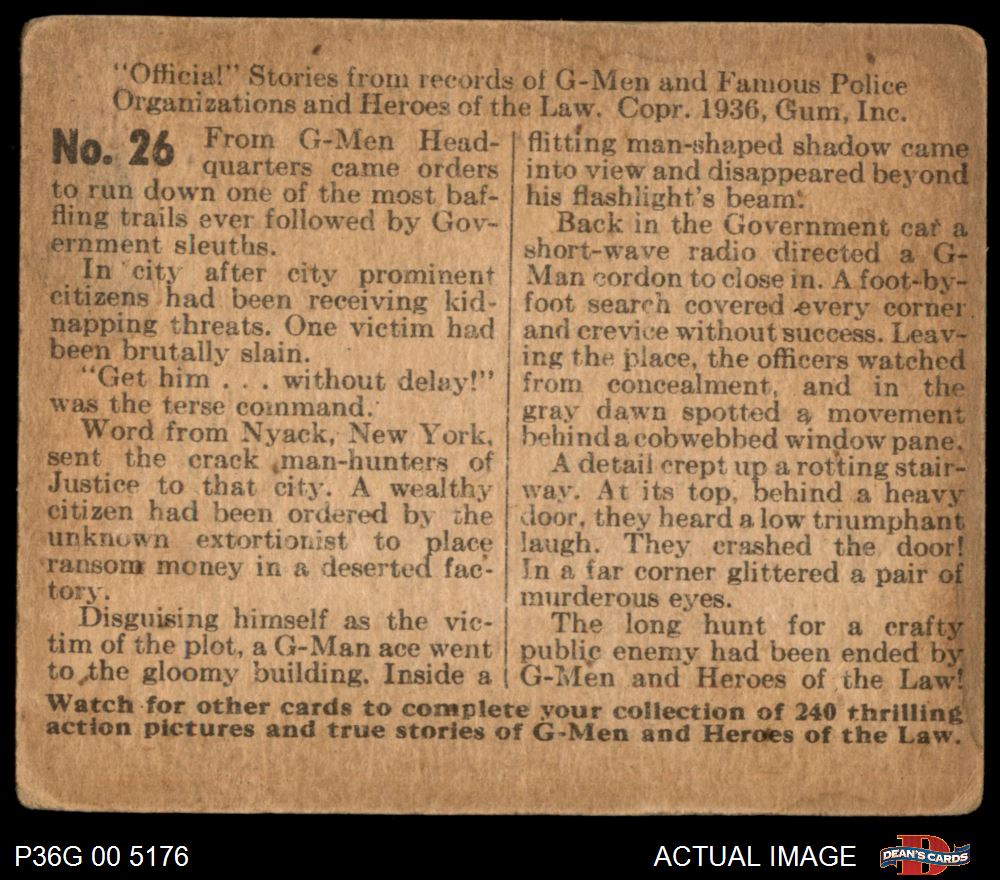 "Official" Stories from records of G-Men and Famous Police
Organizations and Heroes of the Law. Copr. 1936, Gum, Inc.
No. 26 From G-Men Head-
quarters came orders
to run down one of the most baf-
fling trails ever followed by Gov-
ernment sleuths.
In city after city prominent
citizens had been receiving kid-
napping threats. One victim had
been brutally slain.
"Get him . . . without delay!"
was the terse command.
Word from Nyack, New York,
sent the crack man-hunters of
Justice to that city. A wealthy
citizen had been ordered by the
unknown extortionist to place
ransom money in a deserted fac-
tory.
Disguising himself as the vic-
tim of the plot, a G-Man ace went
to the gloomy building. Inside a
flitting man-shaped shadow came
into view and disappeared beyond
his flashlight's beam.
Back in the Government car a
short-wave radio directed a G-
Man cordon to close in. A foot-by-
foot search covered every corner
and crevice without success. Leav-
ing the place, the officers watched
from concealment, and in the
gray dawn spotted a movement
behind a cobwebbed window pane.
A detail crept up a rotting stair-
way. At its top, behind a heavy
door, they heard a low triumphant
laugh. They crashed the door!
In a far corner glittered a pair of
murderous eyes.
The long hunt for a crafty
public enemy had been ended by
G-Men and Heroes of the Law!
Watch for other cards to complete your collection of 240 thrilling
action pictures and true stories of G-Men and Heroes of the Law.
P36G 00 5176
ACTUAL IMAGE
DEAN'S CARDS